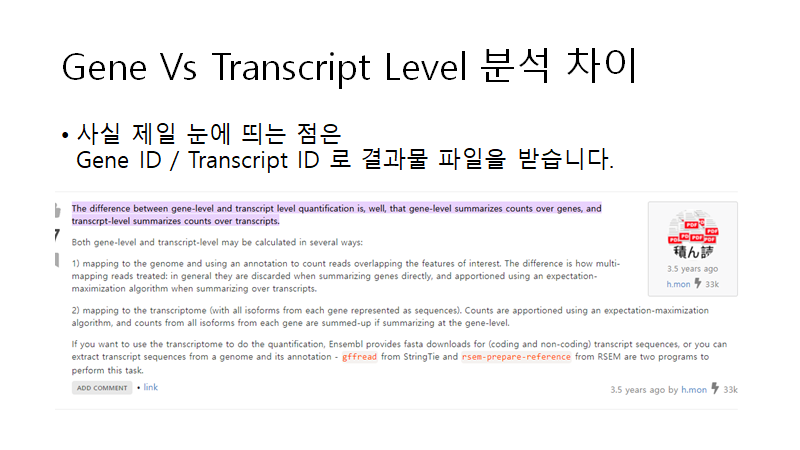 Gene Vs Transcript Level 분석 차이
• 사실 제일 눈에 띄는 점은
Gene ID / Transcript ID 로 결과물 파일을 받습니다.
The difference between gene-level and transcript level quantification is, well, that gene-level summarizes counts over genes, and
transcrpt-level summarizes counts over transcripts.
Both gene-level and transcript-level may be calculated in several ways:
1) mapping to the genome and using an annotation to count reads overlapping the features of interest. The difference is how multi-
mapping reads treated: in general they are discarded when summarizing genes directly, and apportioned using an expectation-
maximization algorithm when summarizing over transcripts.
PDF
積ん読
3.5 years ago
h.mon 33k
2) mapping to the transcriptome (with all isoforms from each gene represented as sequences). Counts are apportioned using an expectation-maximization
algorithm, and counts from all isoforms from each gene are summed-up if summarizing at the gene-level.
If you want to use the transcriptome to do the quantification, Ensembl provides fasta downloads for (coding and non-coding) transcript sequences, or you can
extract transcript sequences from a genome and its annotation - gffread from StringTie and rsem-prepare-reference from RSEM are two programs to
perform this task.
ADD COMMENT • link
3.5 years ago by h.mon 33k